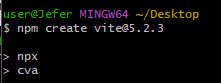 user@Jefer MINGW64 ~/Desktop
$ npm create vite@5.2.3
> npx
> cva